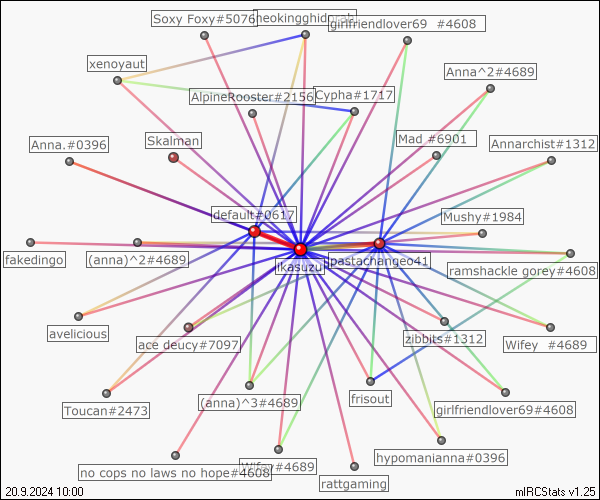 Soxy Foxy#5076
neokingghidorah
girlfriendlover69 #4608
xenoyaut
Anna^2#4689
AlpineRooster#2156
Cypha#1717
Anna.#0396
Skalman
Mad #6901
Annarchist#1312
default#0617
Mushy#1984
fakedingo
(anna)^2#4689
ikasuzu
pastachangeo41
ramshackle gorey#4608
avelicious
ace deucy#7097
zibbits#1312
Wifey #4689
Toucan#2473
(anna)^3#4689
frisout
girlfriendlover69#4608
no cops no laws no hope#4608
Wifey#4689
hypomanianna#0396
rattgaming
20.9.2024 10:00
mIRCStats v1.25